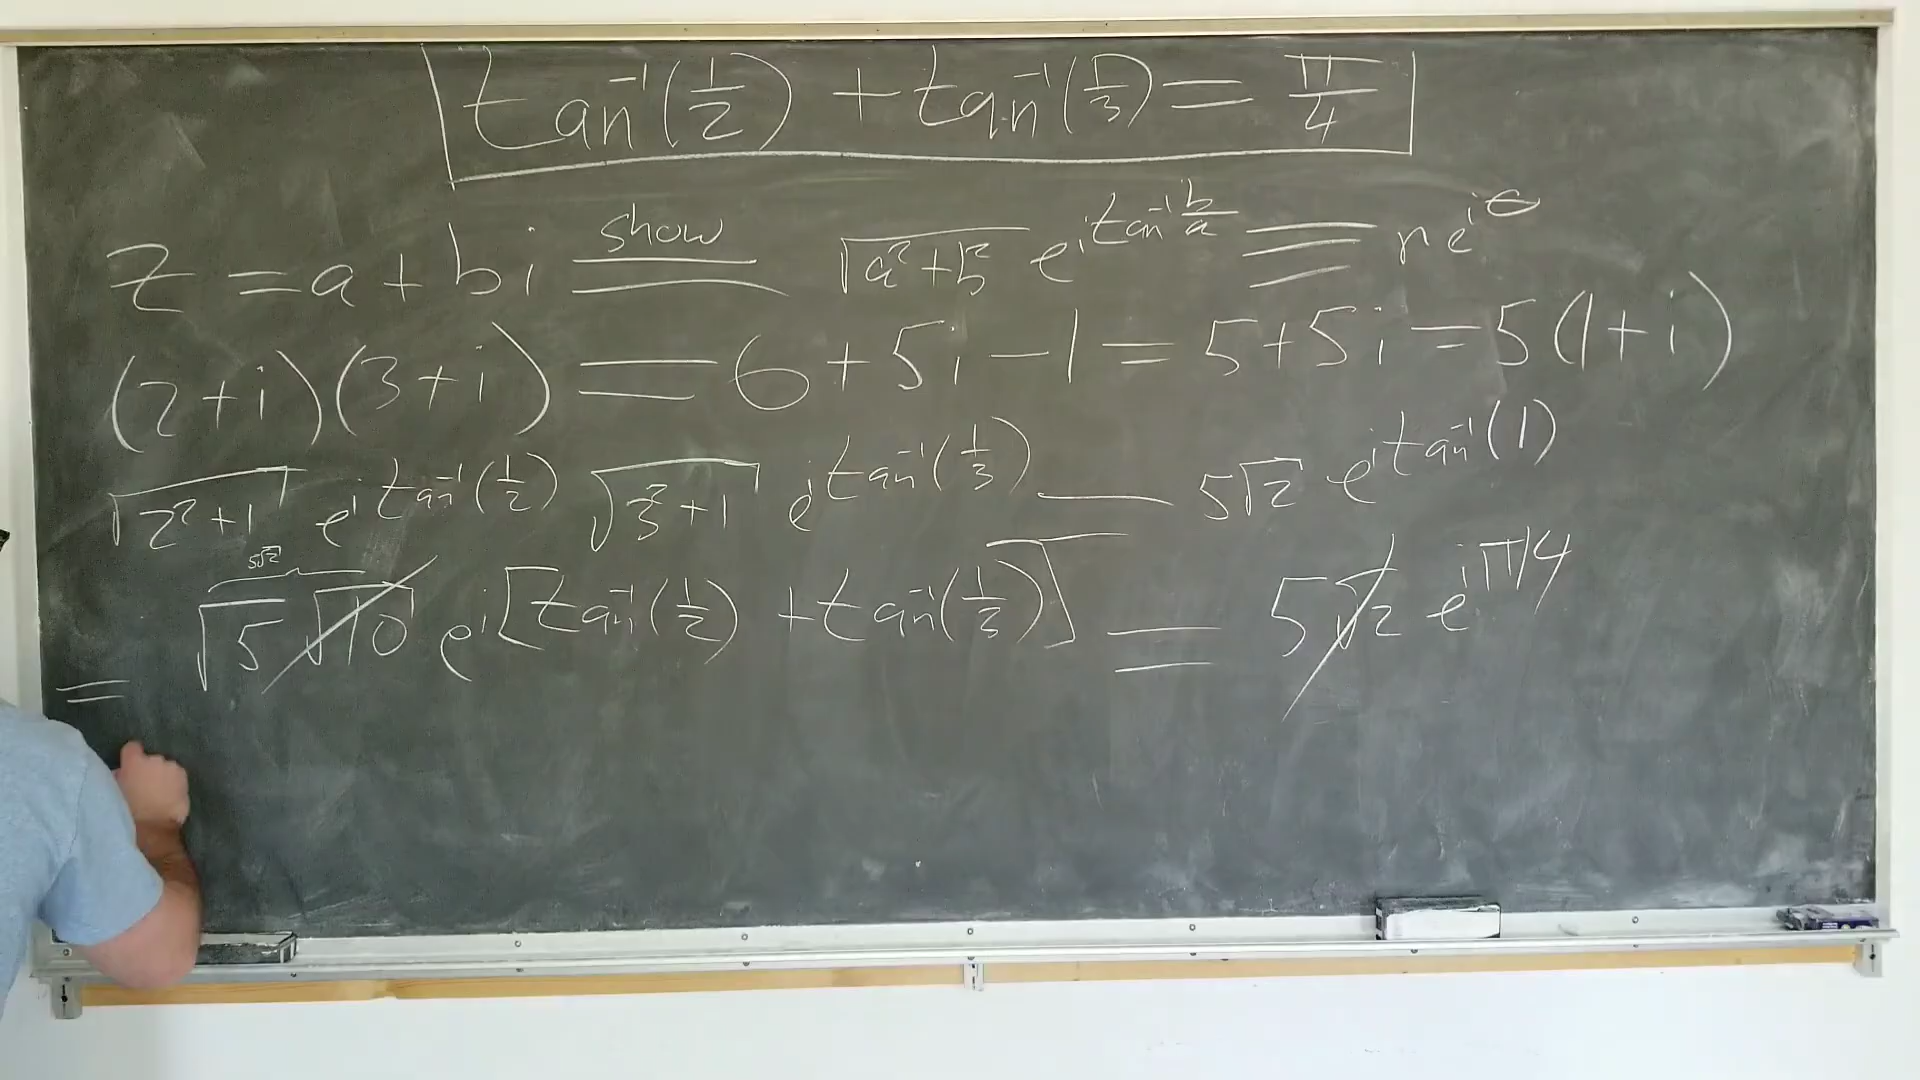 tan⁻¹(1/2) + tan⁻¹(1/3) = π/4
z = a + bi =show= √(a²+b²) e^(i tan⁻¹ b/a) ≡ re^(iθ)
(2+i)(3+i) = 6 + 5i − 1 = 5+5i = 5(1+i)
√(2²+1) e^(i tan⁻¹(1/2)) √(3²+1) e^(i tan⁻¹(1/3)) = 5√2 e^(i tan⁻¹(1))
5√2
√5 √10 e^(i[tan⁻¹(1/2) + tan⁻¹(1/3)]) = 5√2 e^(iπ/4)
=